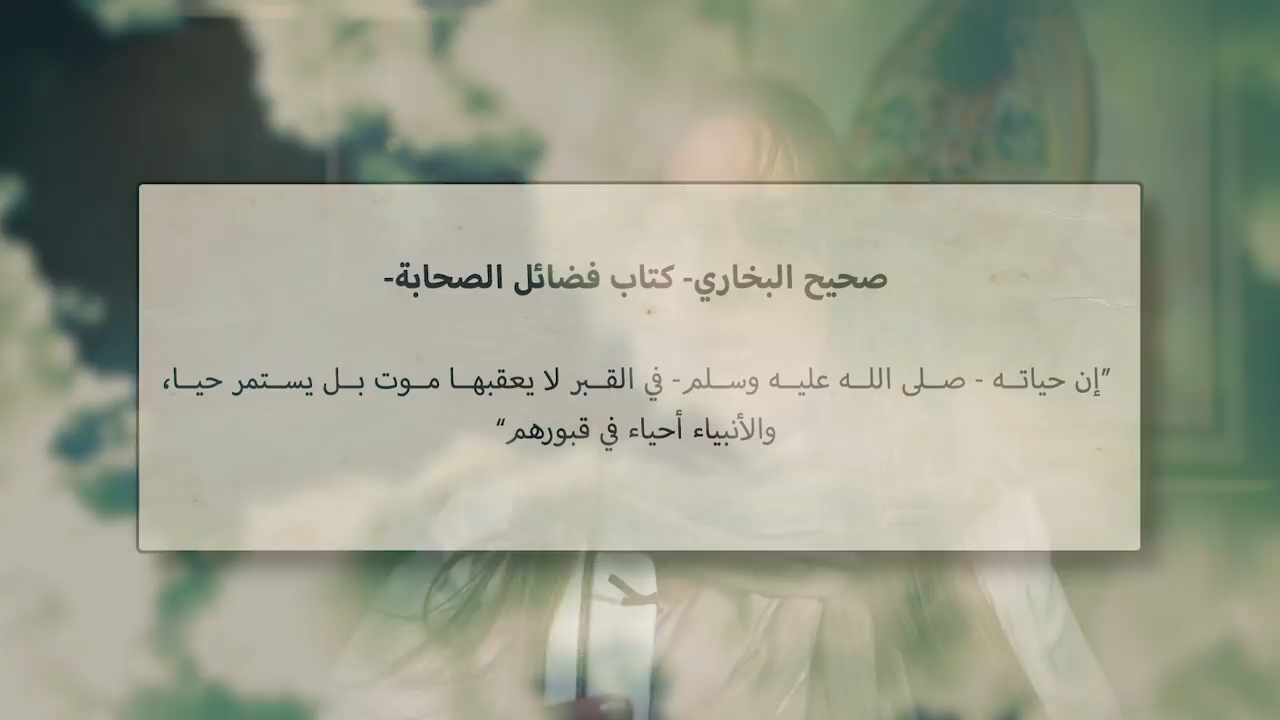 صحيح البخاري- كتاب فضائل الصحابة-
”إن حياتـه - صـلى اللـه عليـه وسـلم- في القـبر لا يعقبهـا مـوت بـل يسـتمر حيـا،
والأنبياء أحياء في قبورهم“